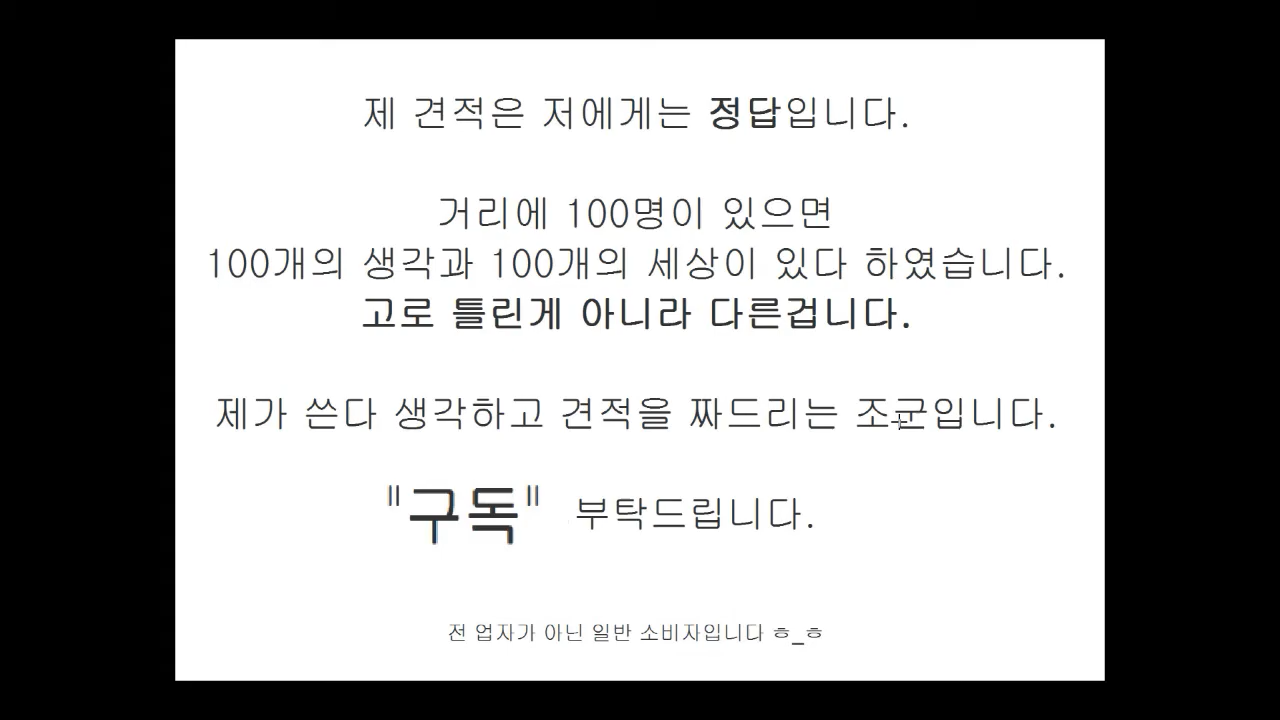 제 견적은 저에게는 정답입니다.
거리에 100명이 있으면
100개의 생각과 100개의 세상이 있다 하였습니다.
고로 틀린게 아니라 다른겁니다.
제가 쓴다 생각하고 견적을 짜드리는 조군입니다.
"구독" 부탁드립니다.
전 업자가 아닌 일반 소비자입니다 ㅎ_ㅎ